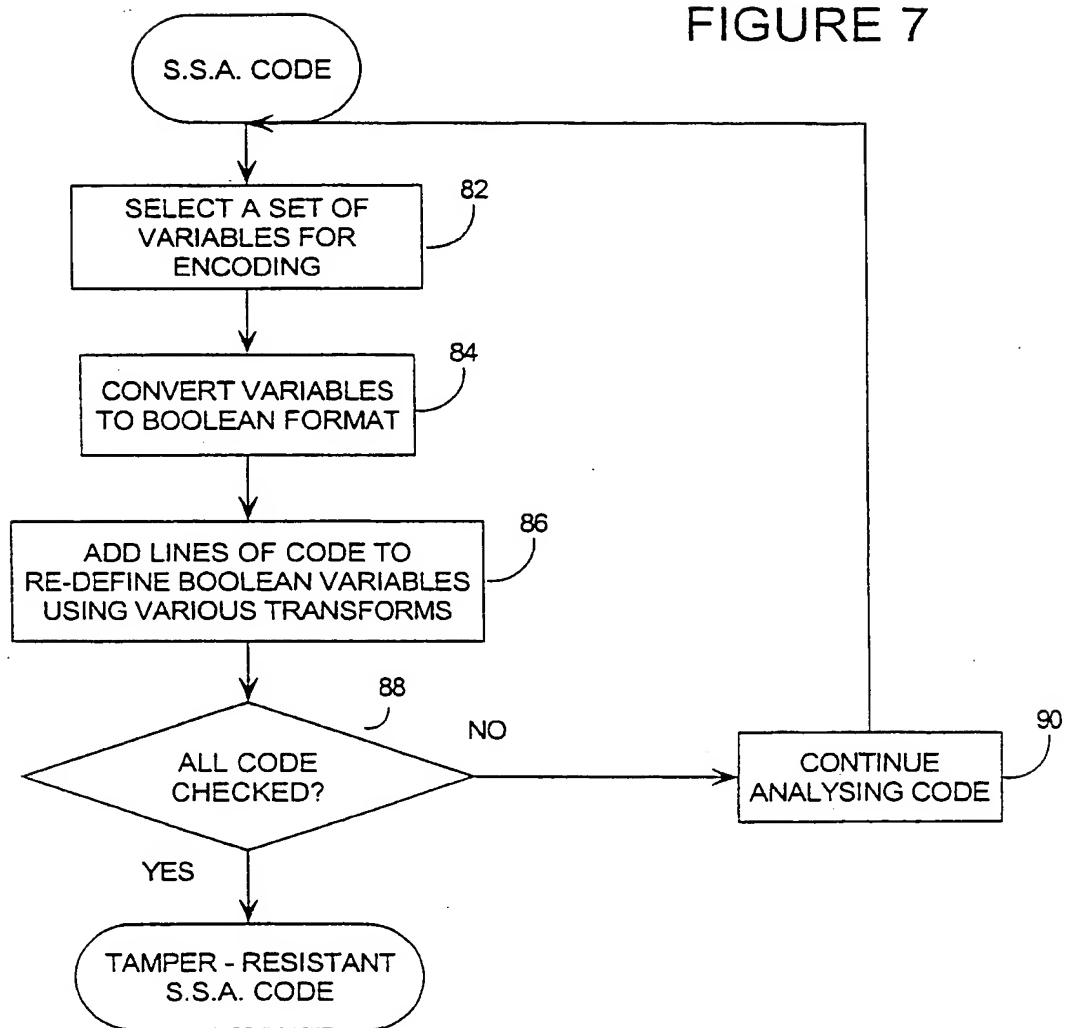 FIGURE 7
S.S.A. CODE
82
SELECT A SET OF
VARIABLES FOR
ENCODING
84
CONVERT VARIABLES
TO BOOLEAN FORMAT
86
ADD LINES OF CODE TO
RE-DEFINE BOOLEAN VARIABLES
USING VARIOUS TRANSFORMS
88
NO
ALL CODE
CHECKED?
90
CONTINUE
ANALYSING CODE
YES
TAMPER - RESISTANT
S.S.A. CODE